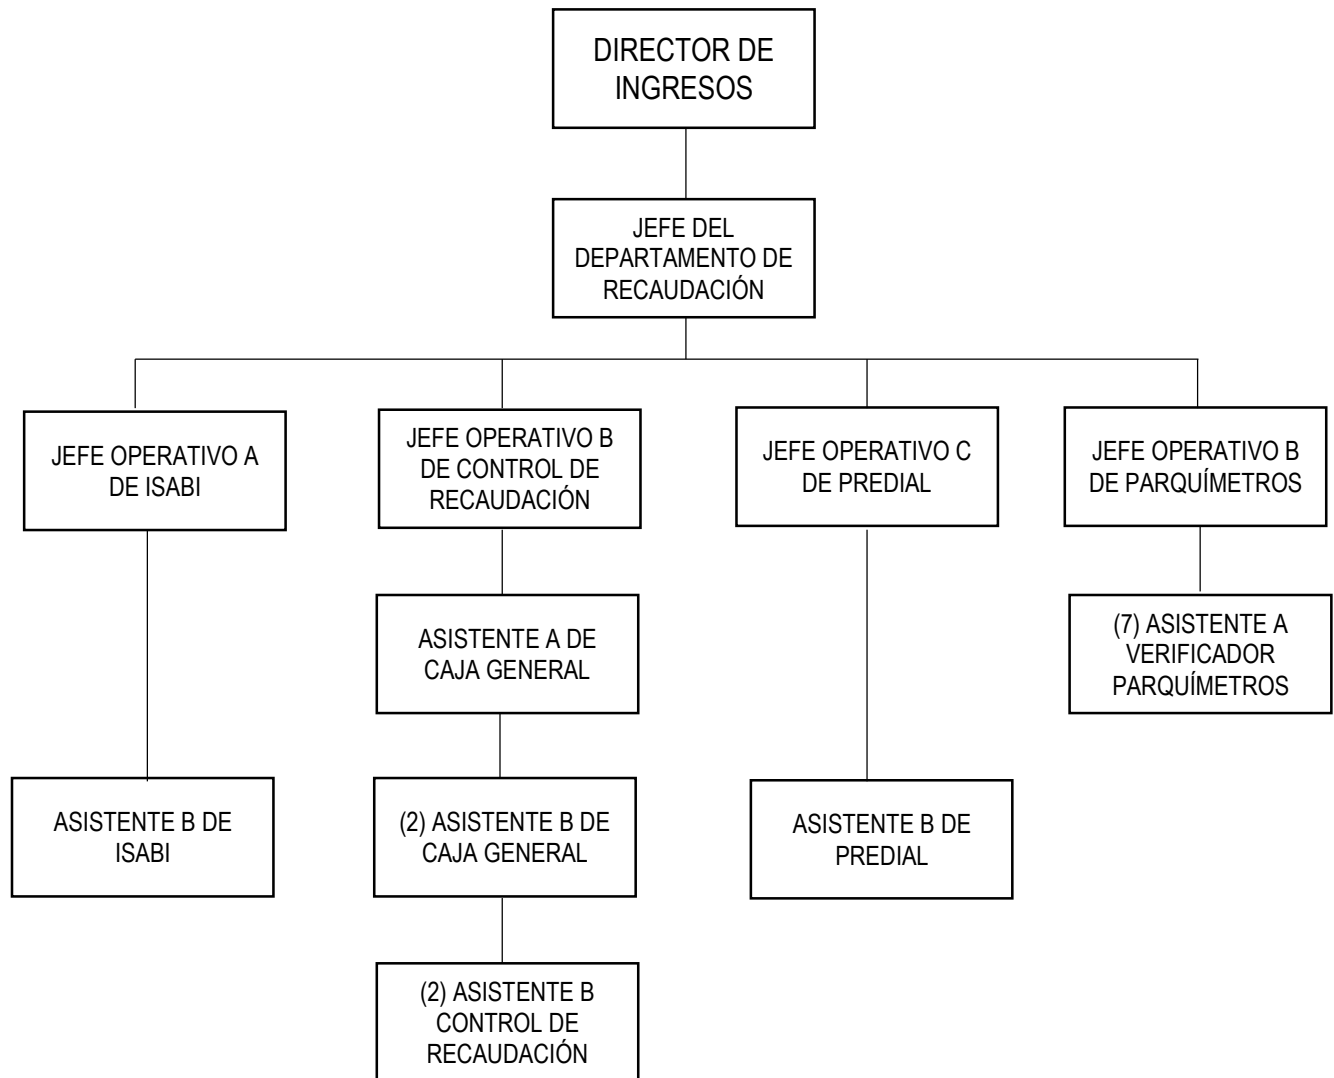 DIRECTOR DE
INGRESOS
JEFE DEL
DEPARTAMENTO DE
RECAUDACIÓN
JEFE OPERATIVO A
DE ISABI
JEFE OPERATIVO B
DE CONTROL DE
RECAUDACIÓN
JEFE OPERATIVO C
DE PREDIAL
JEFE OPERATIVO B
DE PARQUÍMETROS
ASISTENTE A DE
CAJA GENERAL
(7) ASISTENTE A
VERIFICADOR
PARQUÍMETROS
ASISTENTE B DE
ISABI
(2) ASISTENTE B DE
CAJA GENERAL
ASISTENTE B DE
PREDIAL
(2) ASISTENTE B
CONTROL DE
RECAUDACIÓN